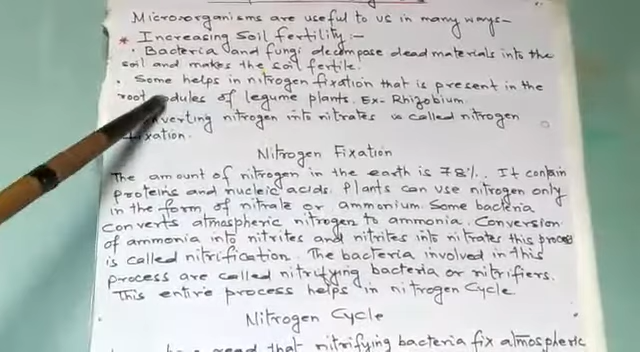 Microorganisms are useful to us in many ways-
* Increasing Soil fertility:-
• Bacteria and fungi decompose dead materials into the
soil and makes the soil fertile.
• Some helps in nitrogen fixation that is present in the
root nodules of legume plants. Ex- Rhizobium.
nverting nitrogen into nitrates is called nitrogen
fixation.
Nitrogen Fixation
The amount of nitrogen in the earth is 78%. It contain
proteins and nucleic acids. Plants can use nitrogen only
in the form of nitrate or ammonium. Some bacteria
converts atmospheric nitrogen to ammonia. Conversion
of ammonia into nitrites and nitrites into nitrates this process
is called nitrification. The bacteria involved in this
process are called nitrifying bacteria or nitrifiers.
This entire process helps in nitrogen Cycle
Nitrogen Cycle
read that nitrifying bacteria fix atmospheric